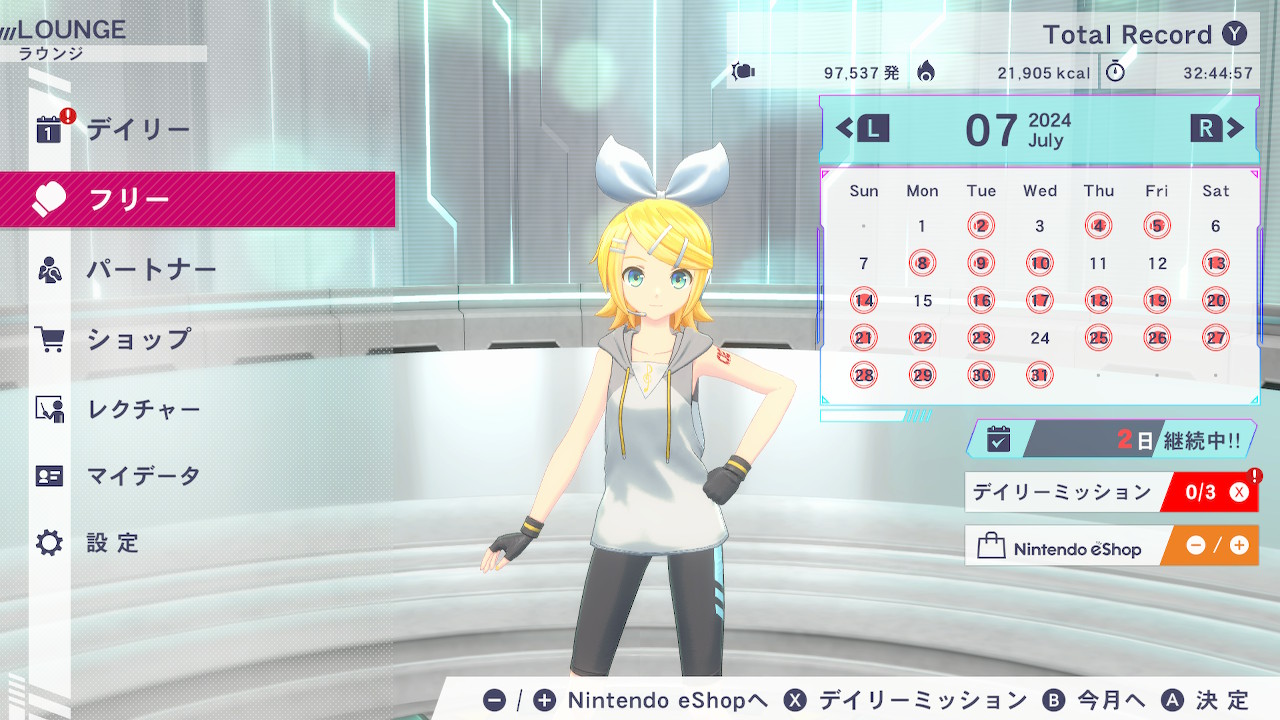 LOUNGE
ラウンジ
デイリー
フリー
パートナー
ショップ
レクチャー
マイデータ
設定
Total Record Y
97,537 発 21,905 kcal 32:44:57
L 07 2024 July R
Sun Mon Tue Wed Thu Fri Sat
1 2 3 4 5 6
7 8 9 10 11 12 13
14 15 16 17 18 19 20
21 22 23 24 25 26 27
28 29 30 31
2日 継続中!!
デイリーミッション 0/3 X
Nintendo eShop - / +
- / + Nintendo eShopへ X デイリーミッション B 今月へ A 決定